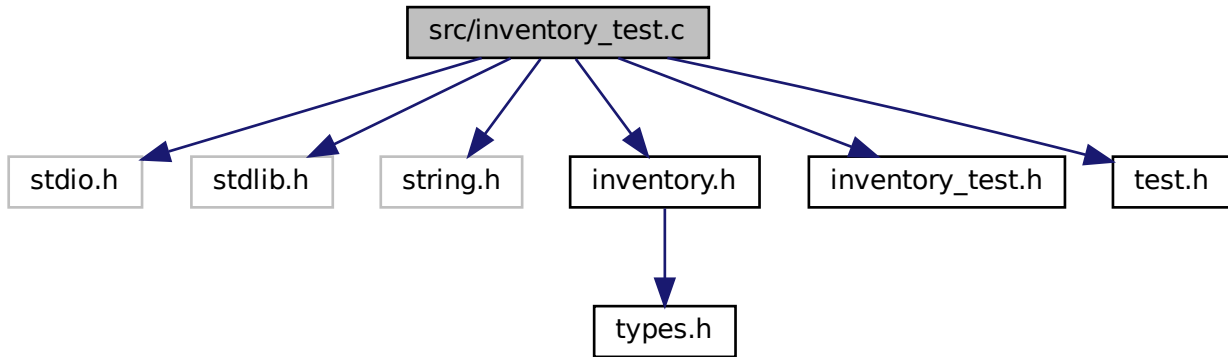 src/inventory_test.c
stdio.h
stdlib.h
string.h
inventory.h
inventory_test.h
test.h
types.h